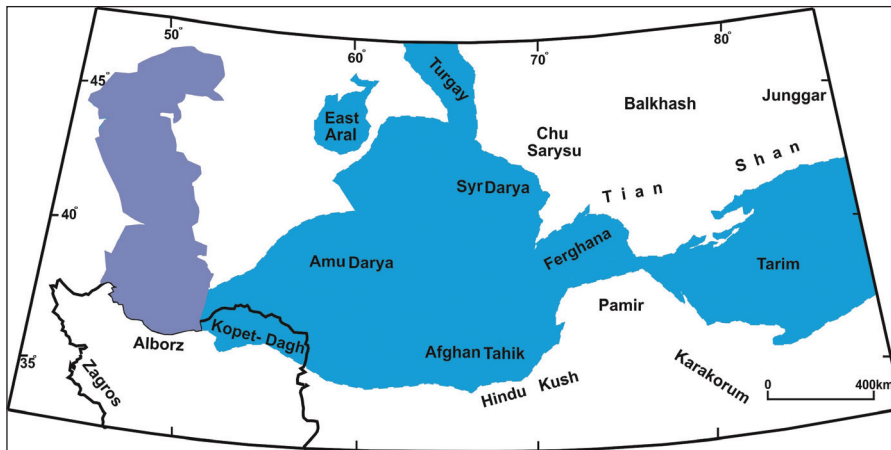 50°
60°
70°
80°
45°
Turgay
Balkhash
Junggar
East
Aral
Chu
Sarysu
Syr Darya
Tian Shan
40°
Ferghana
Amu Darya
Tarim
Pamir
Kopet-Dagh
Alborz
Afghan Tahik
35°
Zagros
Hindu Kush
Karakorum
0 400km